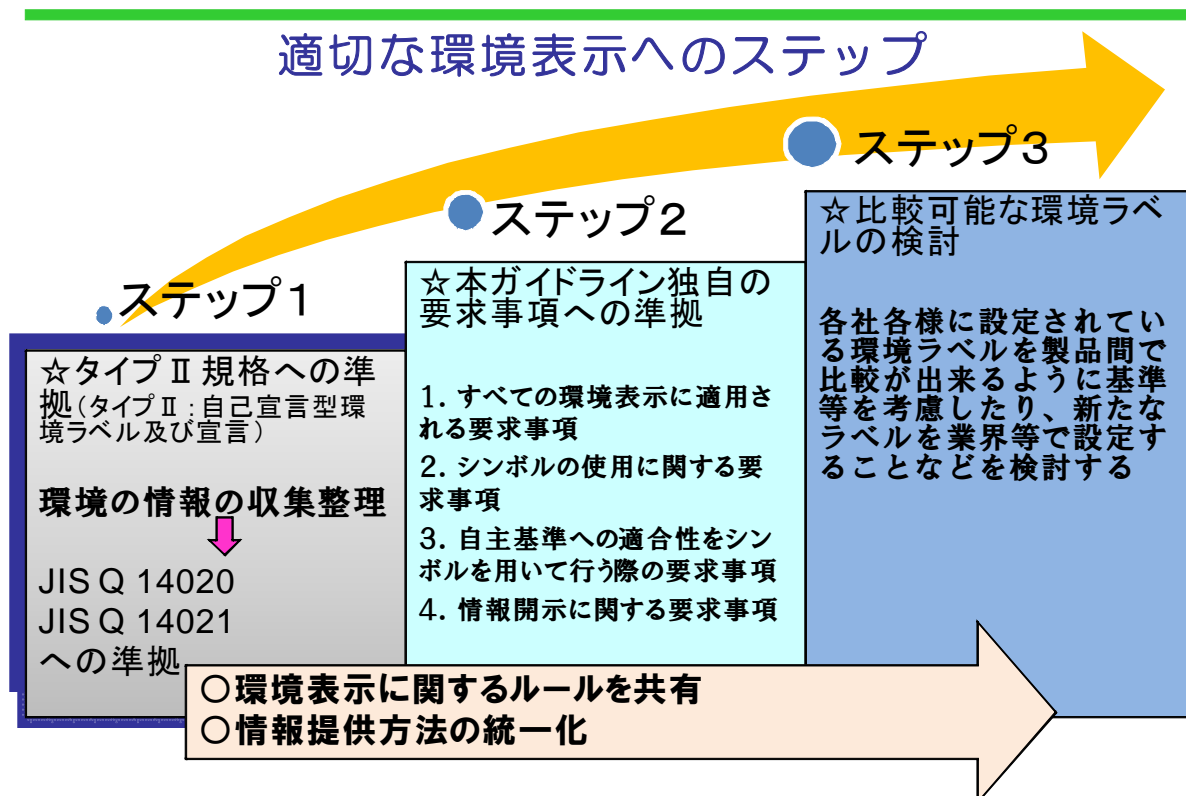 適切な環境表示へのステップ
ステップ1
☆タイプⅡ規格への準
拠(タイプⅡ:自己宣言型環
境ラベル及び宣言)
環境の情報の収集整理
JIS Q 14020
JIS Q 14021
への準拠
ステップ2
☆本ガイドライン独自の
要求事項への準拠
1. すべての環境表示に適用さ
れる要求事項
2. シンボルの使用に関する要
求事項
3. 自主基準への適合性をシン
ボルを用いて行う際の要求事項
4. 情報開示に関する要求事項
ステップ3
☆比較可能な環境ラベ
ルの検討
各社各様に設定されてい
る環境ラベルを製品間で
比較が出来るように基準
等を考慮したり、新たな
ラベルを業界等で設定す
ることなどを検討する
○環境表示に関するルールを共有
○情報提供方法の統一化